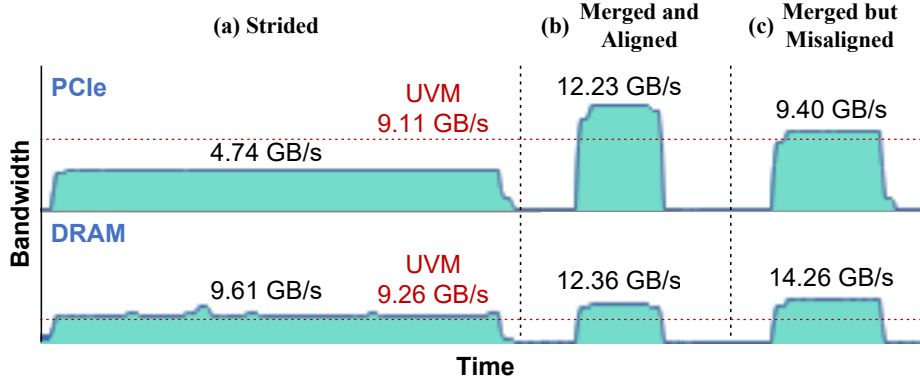 (a) Strided
(b) Merged and
Aligned
(c) Merged but
Misaligned
PCIe
UVM
9.11 GB/s
4.74 GB/s
12.23 GB/s
9.40 GB/s
Bandwidth
DRAM
9.61 GB/s
UVM
9.26 GB/s
12.36 GB/s
14.26 GB/s
Time